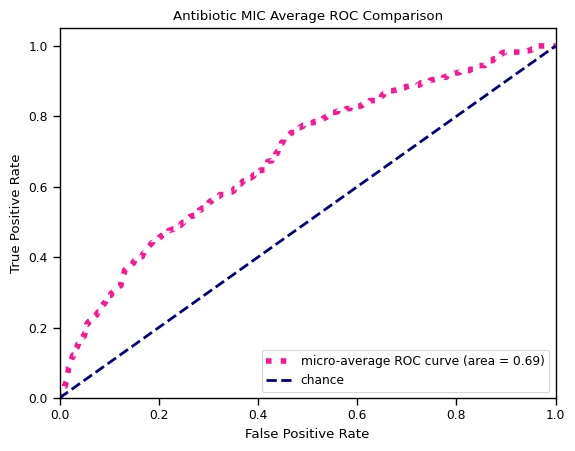 Antibiotic MIC Average ROC Comparison
True Positive Rate
1.0
0.8
0.6
0.4
0.2
0.0
0.0 0.2 0.4 0.6 0.8 1.0
False Positive Rate
micro-average ROC curve (area = 0.69)
chance